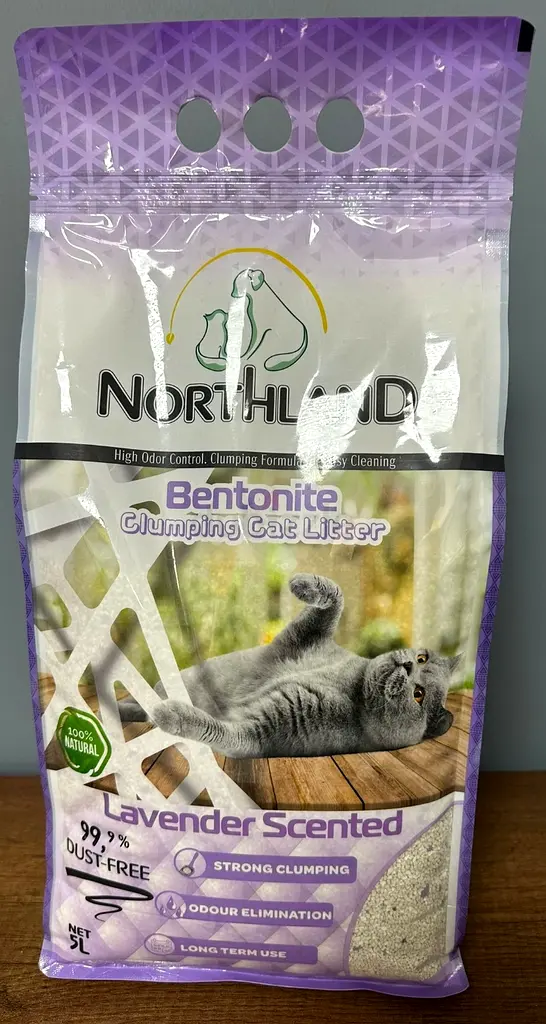 NORTHLAND
High Odor Control. Clumping Formula Cleaning
Bentonite
Clumping Cat Litter
100%
NATURAL
Lavender Scented
99,9%
DUST-FREE
STRONG CLUMPING
ODOUR ELIMINATION
LONG TERM USE
NET
5L